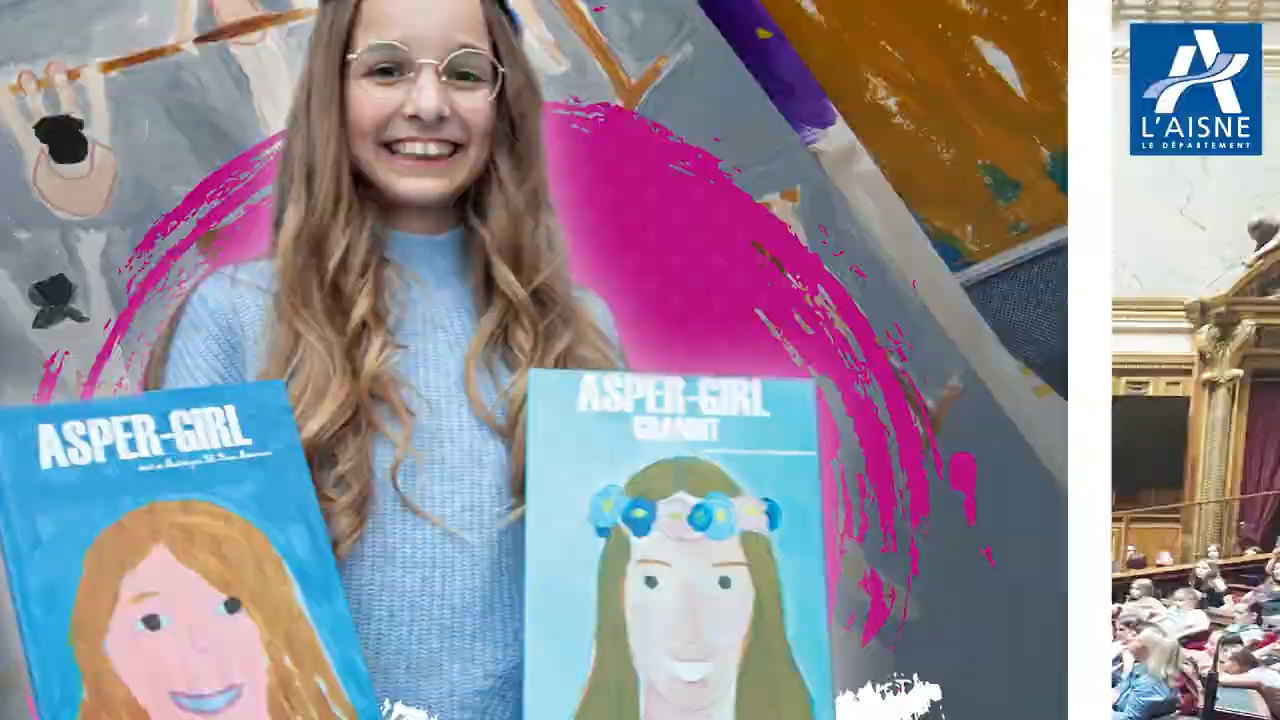 L'AISNE
LE DÉPARTEMENT
ASPER-GIRL
ASPER-GIRL
GRANDIT